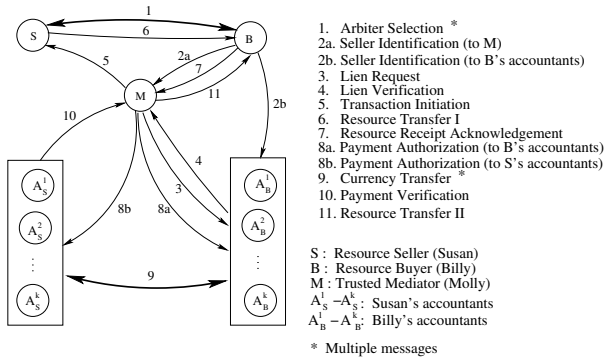 1
S
6
B
2a
7
5
11
M
2b
10
4
3
8b
8a
A_S^1
A_S^2
⋮
A_S^k
A_B^1
A_B^2
⋮
A_B^k
9
1. Arbiter Selection *
2a. Seller Identification (to M)
2b. Seller Identification (to B's accountants)
3. Lien Request
4. Lien Verification
5. Transaction Initiation
6. Resource Transfer I
7. Resource Receipt Acknowledgement
8a. Payment Authorization (to B's accountants)
8b. Payment Authorization (to S's accountants)
9. Currency Transfer *
10. Payment Verification
11. Resource Transfer II
S : Resource Seller (Susan)
B : Resource Buyer (Billy)
M : Trusted Mediator (Molly)
A_S^1 – A_S^k : Susan's accountants
A_B^1 – A_B^k : Billy's accountants
* Multiple messages